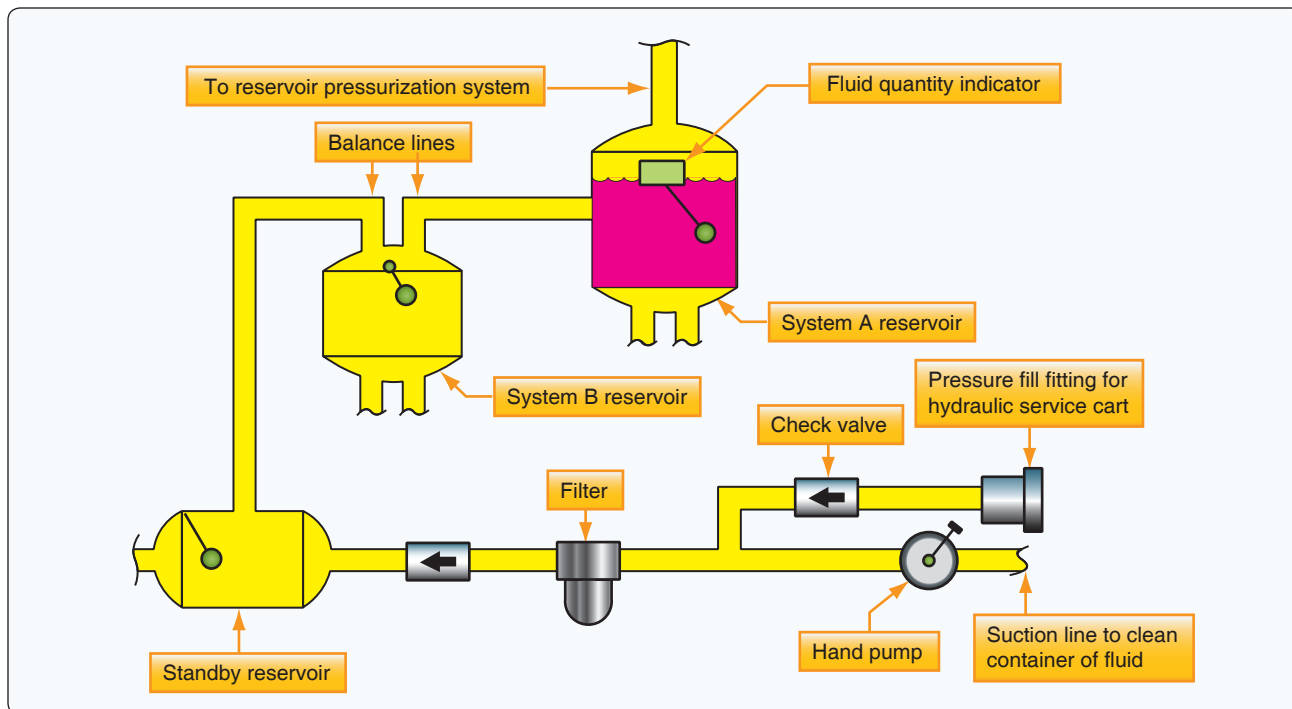 To reservoir pressurization system
Fluid quantity indicator
Balance lines
System A reservoir
System B reservoir
Pressure fill fitting for
hydraulic service cart
Check valve
Filter
Hand pump
Suction line to clean
container of fluid
Standby reservoir